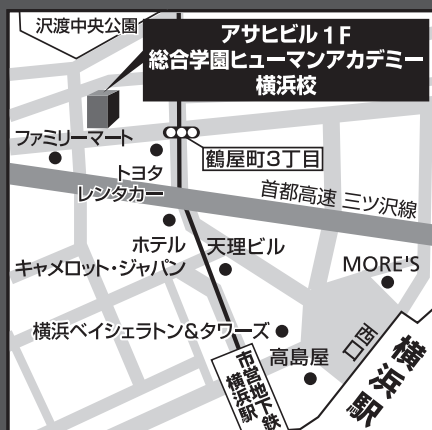 沢渡中央公園
アサヒビル1F
総合学園ヒューマンアカデミー
横浜校
ファミリーマート
トヨタ
レンタカー
鶴屋町3丁目
首都高速 三ツ沢線
ホテル
キャメロット・ジャパン
天理ビル
MORE'S
横浜ベイシェラトン&タワーズ
高島屋
西口
横浜駅
市営地下鉄
横浜駅